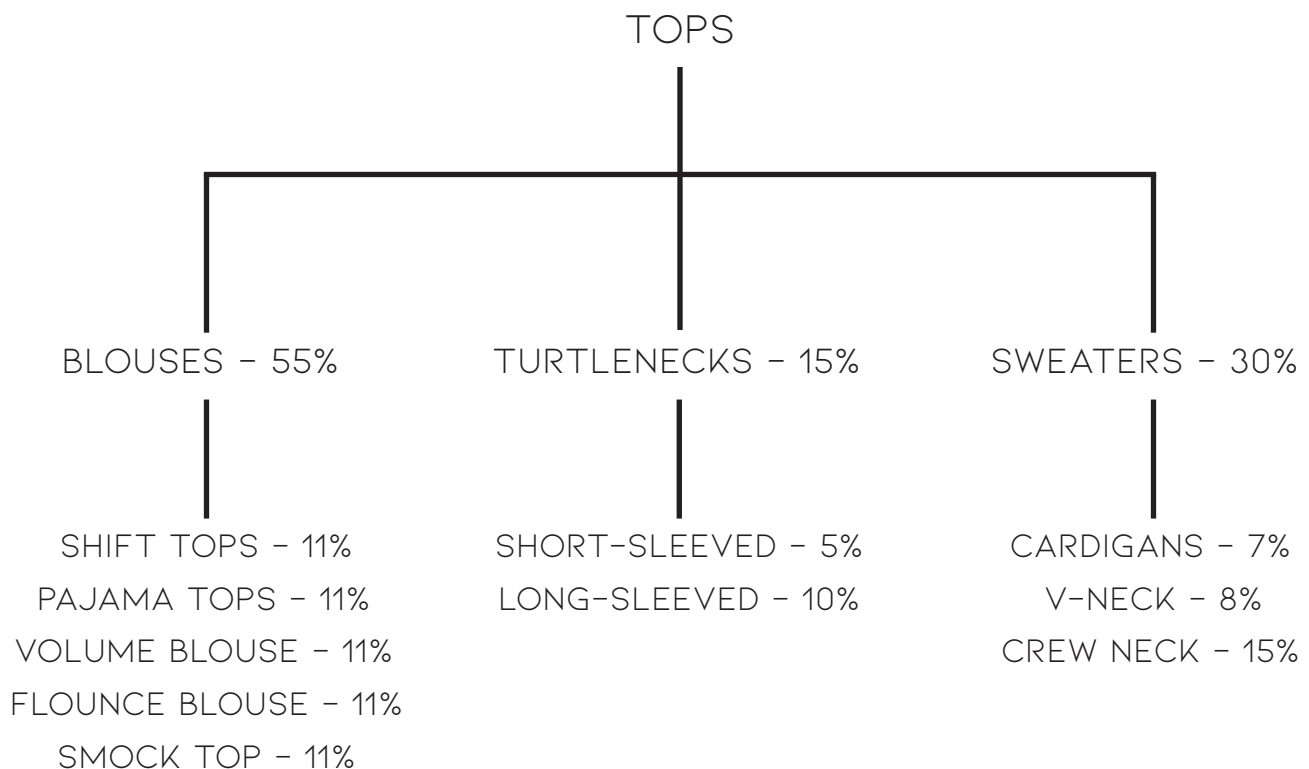 TOPS
BLOUSES - 55%
TURTLENECKS - 15%
SWEATERS - 30%
SHIFT TOPS - 11%
PAJAMA TOPS - 11%
VOLUME BLOUSE - 11%
FLOUNCE BLOUSE - 11%
SMOCK TOP - 11%
SHORT-SLEEVED - 5%
LONG-SLEEVED - 10%
CARDIGANS - 7%
V-NECK - 8%
CREW NECK - 15%